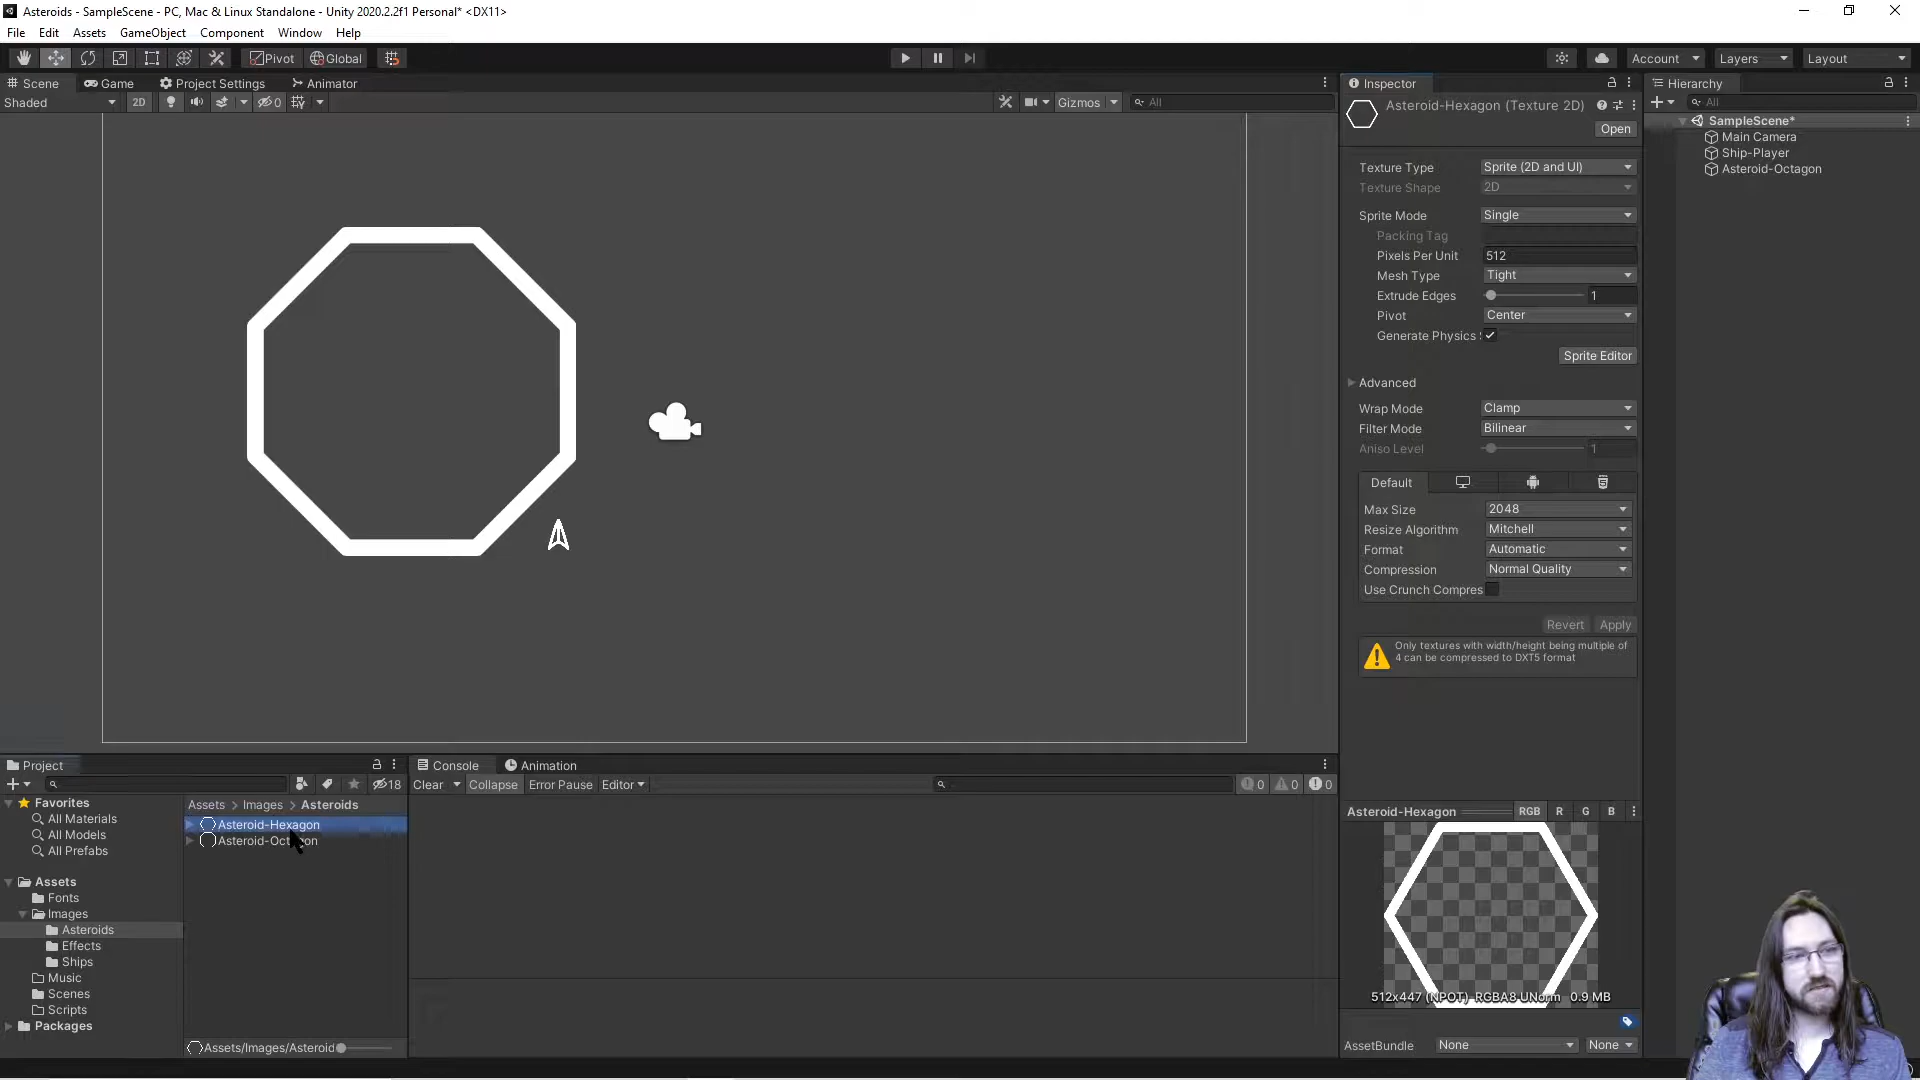 Asteroids - SampleScene - PC, Mac & Linux Standalone - Unity 2020.2.2f1 Personal* <DX11>
File Edit Assets GameObject Component Window Help
Pivot Global Account Layers Layout
Scene Game Project Settings Animator
Shaded 2D 0 Gizmos All
Inspector
Asteroid-Hexagon (Texture 2D)
Open
Texture Type Sprite (2D and UI)
Texture Shape 2D
Sprite Mode Single
Packing Tag
Pixels Per Unit 512
Mesh Type Tight
Extrude Edges 1
Pivot Center
Generate Physics
Sprite Editor
Advanced
Wrap Mode Clamp
Filter Mode Bilinear
Aniso Level 1
Default
Max Size 2048
Resize Algorithm Mitchell
Format Automatic
Compression Normal Quality
Use Crunch Compres
Revert Apply
Only textures with width/height being multiple of
4 can be compressed to DXT5 format
Asteroid-Hexagon RGB R G B
512x447 (NPOT) RGBA8 UNorm 0.9 MB
AssetBundle None None
Hierarchy
All
SampleScene*
Main Camera
Ship-Player
Asteroid-Octagon
Project
18
Favorites
All Materials
All Models
All Prefabs
Assets
Fonts
Images
Asteroids
Effects
Ships
Music
Scenes
Scripts
Packages
Assets > Images > Asteroids
Asteroid-Hexagon
Assets/Images/Asteroid
Console Animation
Clear Collapse Error Pause Editor 0 0 0